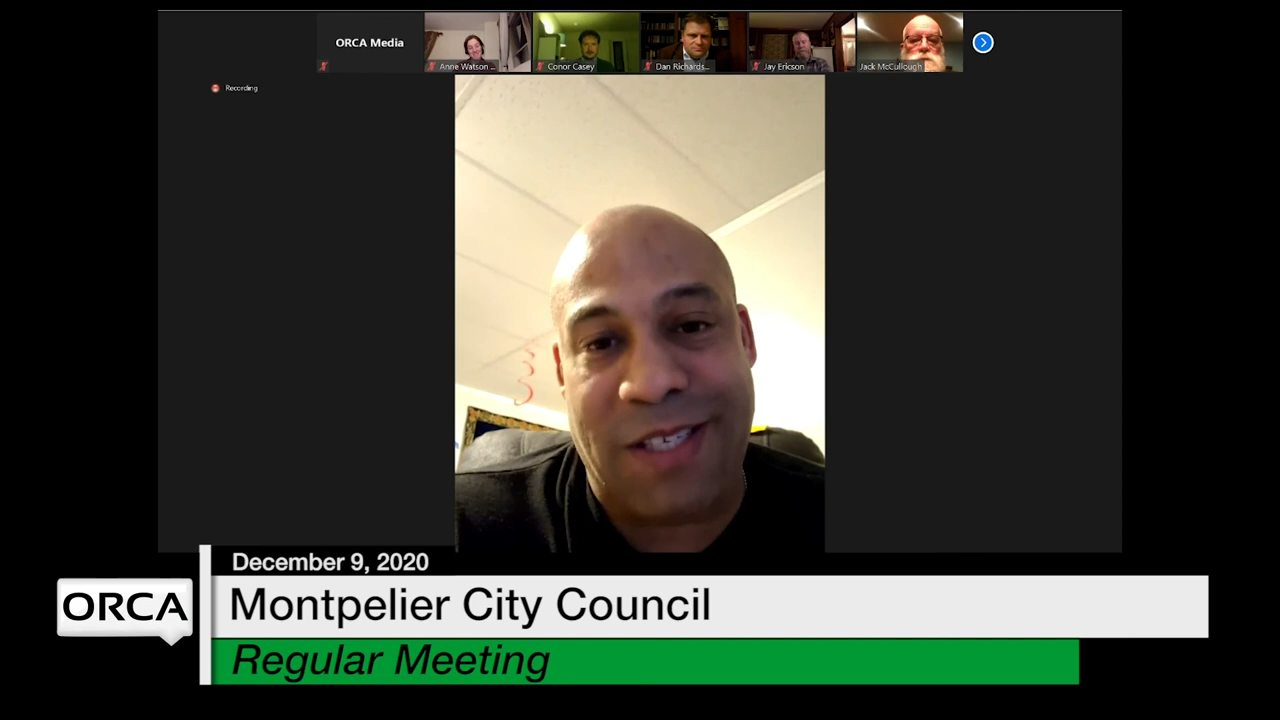 ORCA Media
Anne Watson ...
Conor Casey
Dan Richards...
Jay Ericson
Jack McCullough
Recording
December 9, 2020
ORCA
Montpelier City Council
Regular Meeting